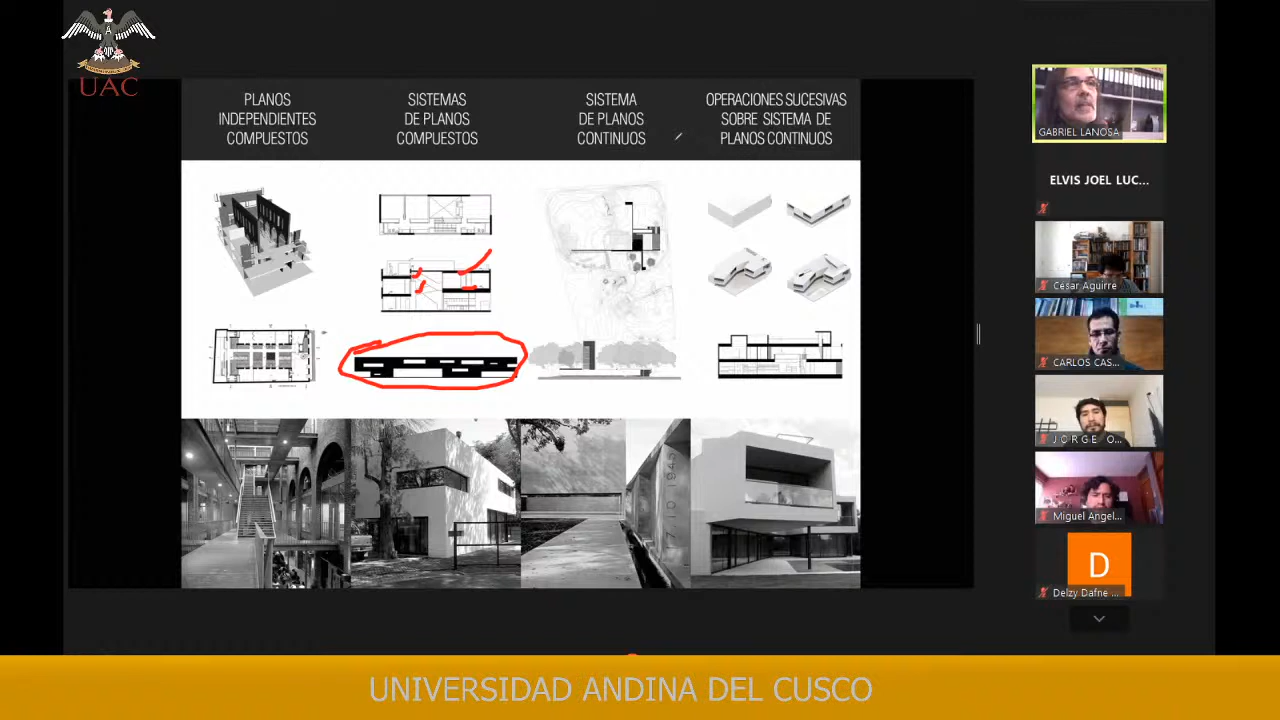 UAC
PLANOS
INDEPENDIENTES
COMPUESTOS
SISTEMAS
DE PLANOS
COMPUESTOS
SISTEMA
DE PLANOS
CONTINUOS
OPERACIONES SUCESIVAS
SOBRE SISTEMA DE
PLANOS CONTINUOS
GABRIEL LANOSA
ELVIS JOEL LUC...
César Aguirre
CARLOS CAS...
J O R G E O...
Miguel Angel...
D
Delzy Dafne ...
UNIVERSIDAD ANDINA DEL CUSCO